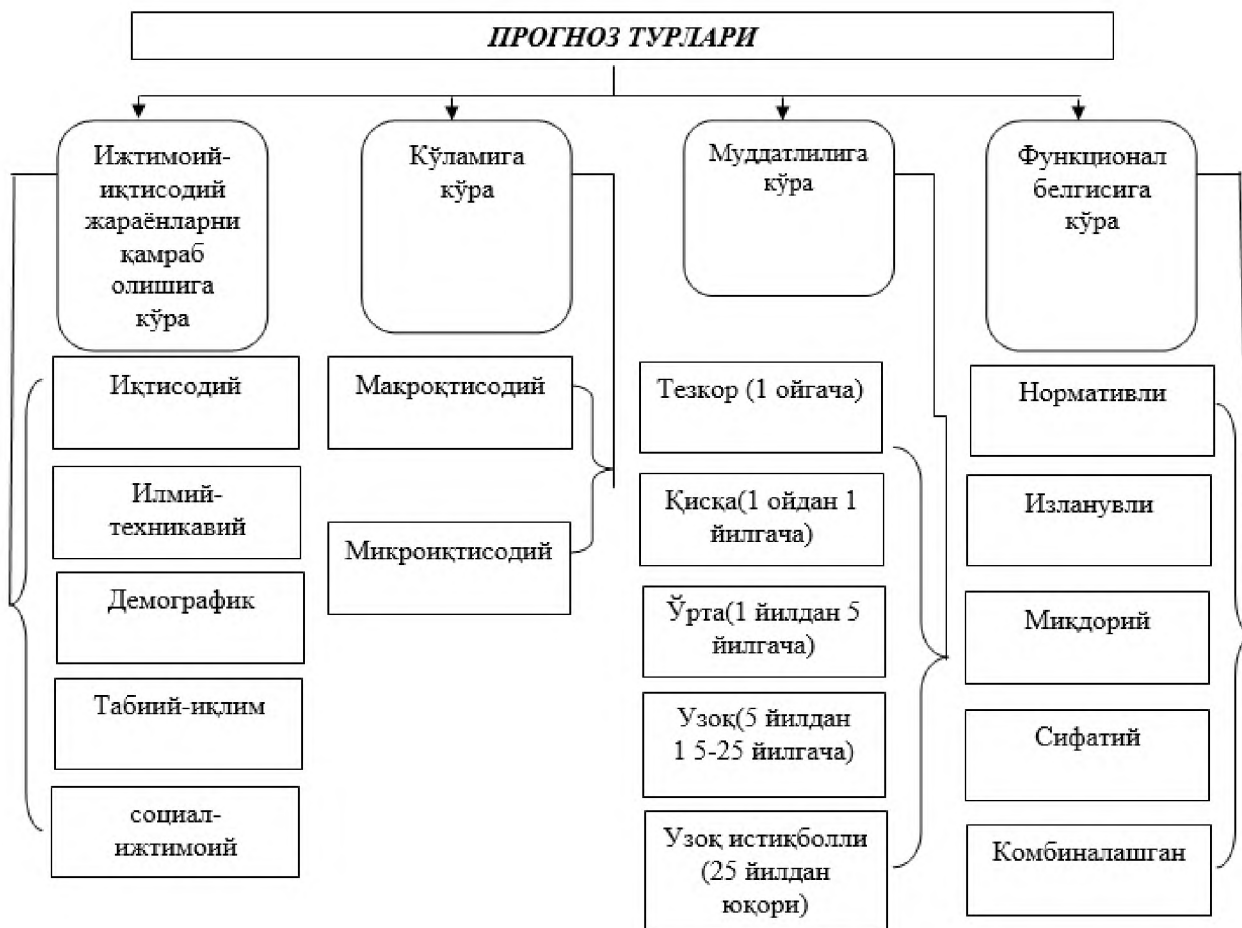 ПРОГНОЗ ТУРЛАРИ
Ижтимоий-
иқтисодий
жараёнларни
қамраб
олишига
кўра
Иқтисодий
Илмий-
техникавий
Демографик
Табиий-иқлим
социал-
ижтимоий
Кўламига
кўра
Макроқтисодий
Микроиқтисодий
Муддатлилига
кўра
Тезкор (1 ойгача)
Қисқа(1 ойдан 1
йилгача)
Ўрта(1 йилдан 5
йилгача)
Узоқ(5 йилдан
1 5-25 йилгача)
Узоқ истиқболли
(25 йилдан
юқори)
Функционал
белгисига
кўра
Нормативли
Изланувли
Миқдорий
Сифатий
Комбиналашган